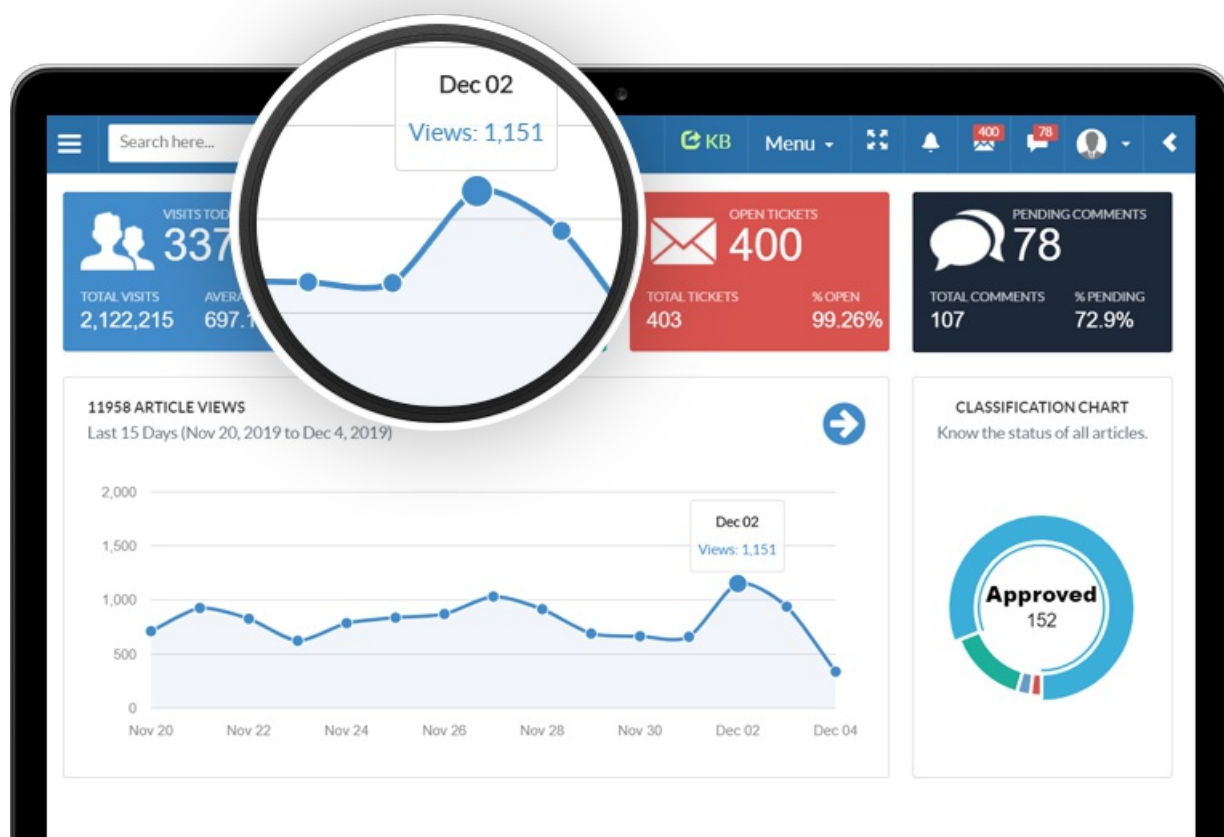 Dec 02
Views: 1,151
Search here...
KB
Menu
400
78
VISITS
337
TOTAL VISITS
2,122,215
OPEN TICKETS
400
TOTAL TICKETS
% OPEN
403
99.26%
PENDING COMMENTS
78
TOTAL COMMENTS
% PENDING
107
72.9%
11958 ARTICLE VIEWS
Last 15 Days (Nov 20, 2019 to Dec 4, 2019)
2,000
1,500
1,000
500
0
Dec 02
Views: 1,151
Nov 20 Nov 22 Nov 24 Nov 26 Nov 28 Nov 30 Dec 02 Dec 04
CLASSIFICATION CHART
Know the status of all articles.
Approved
152